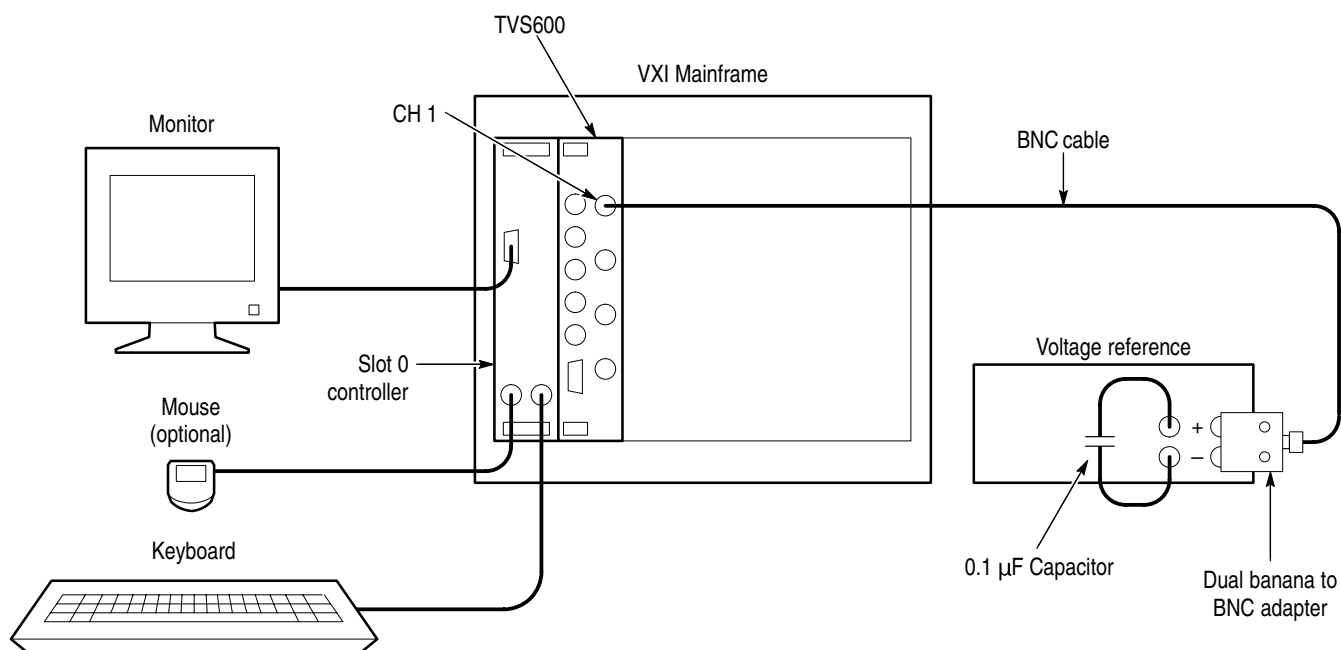 TVS600
VXI Mainframe
CH 1
Monitor
BNC cable
Slot 0
controller
Voltage reference
Mouse
(optional)
+
–
Keyboard
0.1 µF Capacitor
Dual banana to
BNC adapter